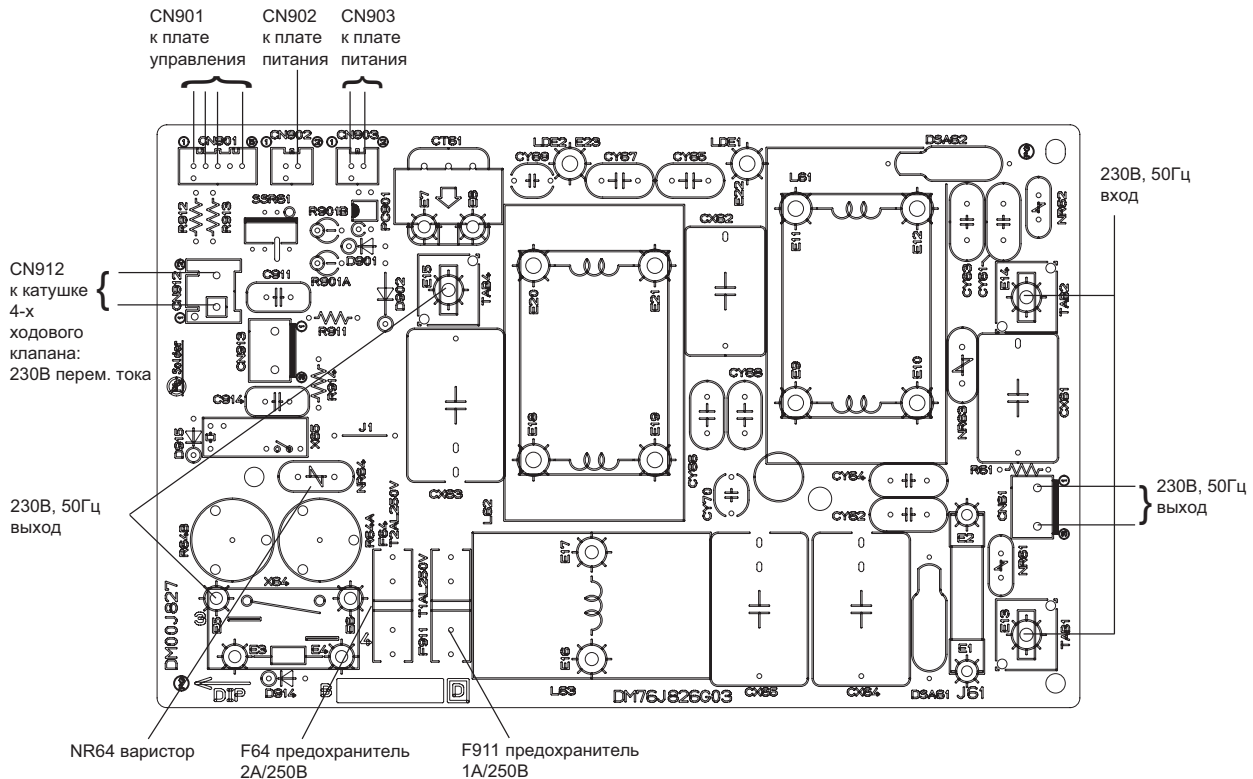 CN901
к плате
управления
CN902
к плате
питания
CN903
к плате
питания
CN901
CN902
CN903
CT61
LDE2
E23
LDE1
DSA62
CY69
CY67
CY65
E22
L61
NR62
R912
R913
SSR61
R901B
PC901
E7
E8
D901
CX62
E11
E12
CY63
CY61
E14
TAB2
230В, 50Гц
вход
CN912
к катушке
4-х
ходового
клапана:
230В перем. тока
CN912
C911
R901A
D902
E15
TAB4
E20
E21
R911
CN913
Solder
R914
C914
D915
X65
J1
CX63
E18
E19
L62
CY66
CY68
CY70
E9
E10
NR63
CX61
R61
CN61
CY64
CY62
E2
NR61
230В, 50Гц
выход
230В, 50Гц
выход
NR64
R64B
R64A
F64
T2AL250V
T1AL250V
F911
X64
3
4
E5
E6
E3
E4
D914
DIP
DM00J827
S
D
E17
E16
L63
DM76J826G03
CX65
CX64
DSA61
E1
J61
E13
TAB1
NR64 варистор
F64 предохранитель
2А/250В
F911 предохранитель
1А/250В